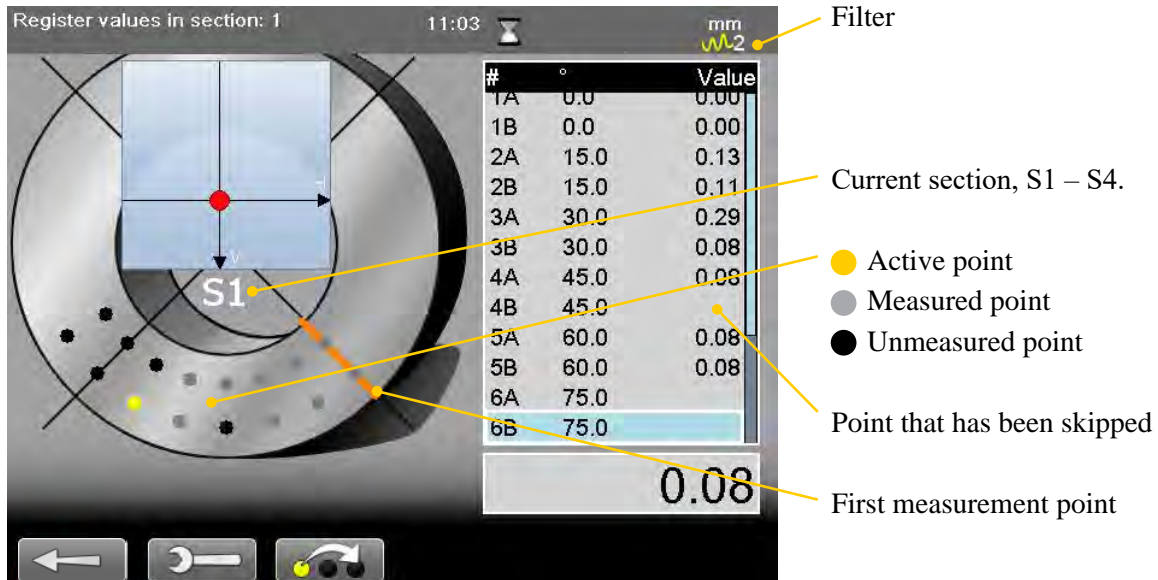 Register values in section: 1
11:03
mm
2
Filter
# ° Value
1A 0.0 0.00
1B 0.0 0.00
2A 15.0 0.13
2B 15.0 0.11
3A 30.0 0.29
3B 30.0 0.08
4A 45.0 0.08
4B 45.0
5A 60.0 0.08
5B 60.0 0.08
6A 75.0
6B 75.0
0.08
V
S1
Current section, S1 – S4.
Active point
Measured point
Unmeasured point
Point that has been skipped
First measurement point